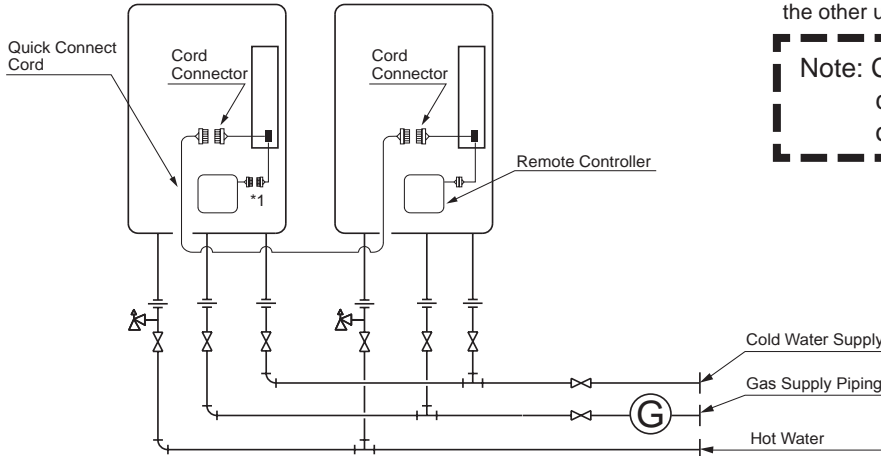 the other u
Quick Connect
Cord
Cord
Connector
Cord
Connector
Note: C
Remote Controller
*1
Cold Water Supply
Gas Supply Piping
G
Hot Water